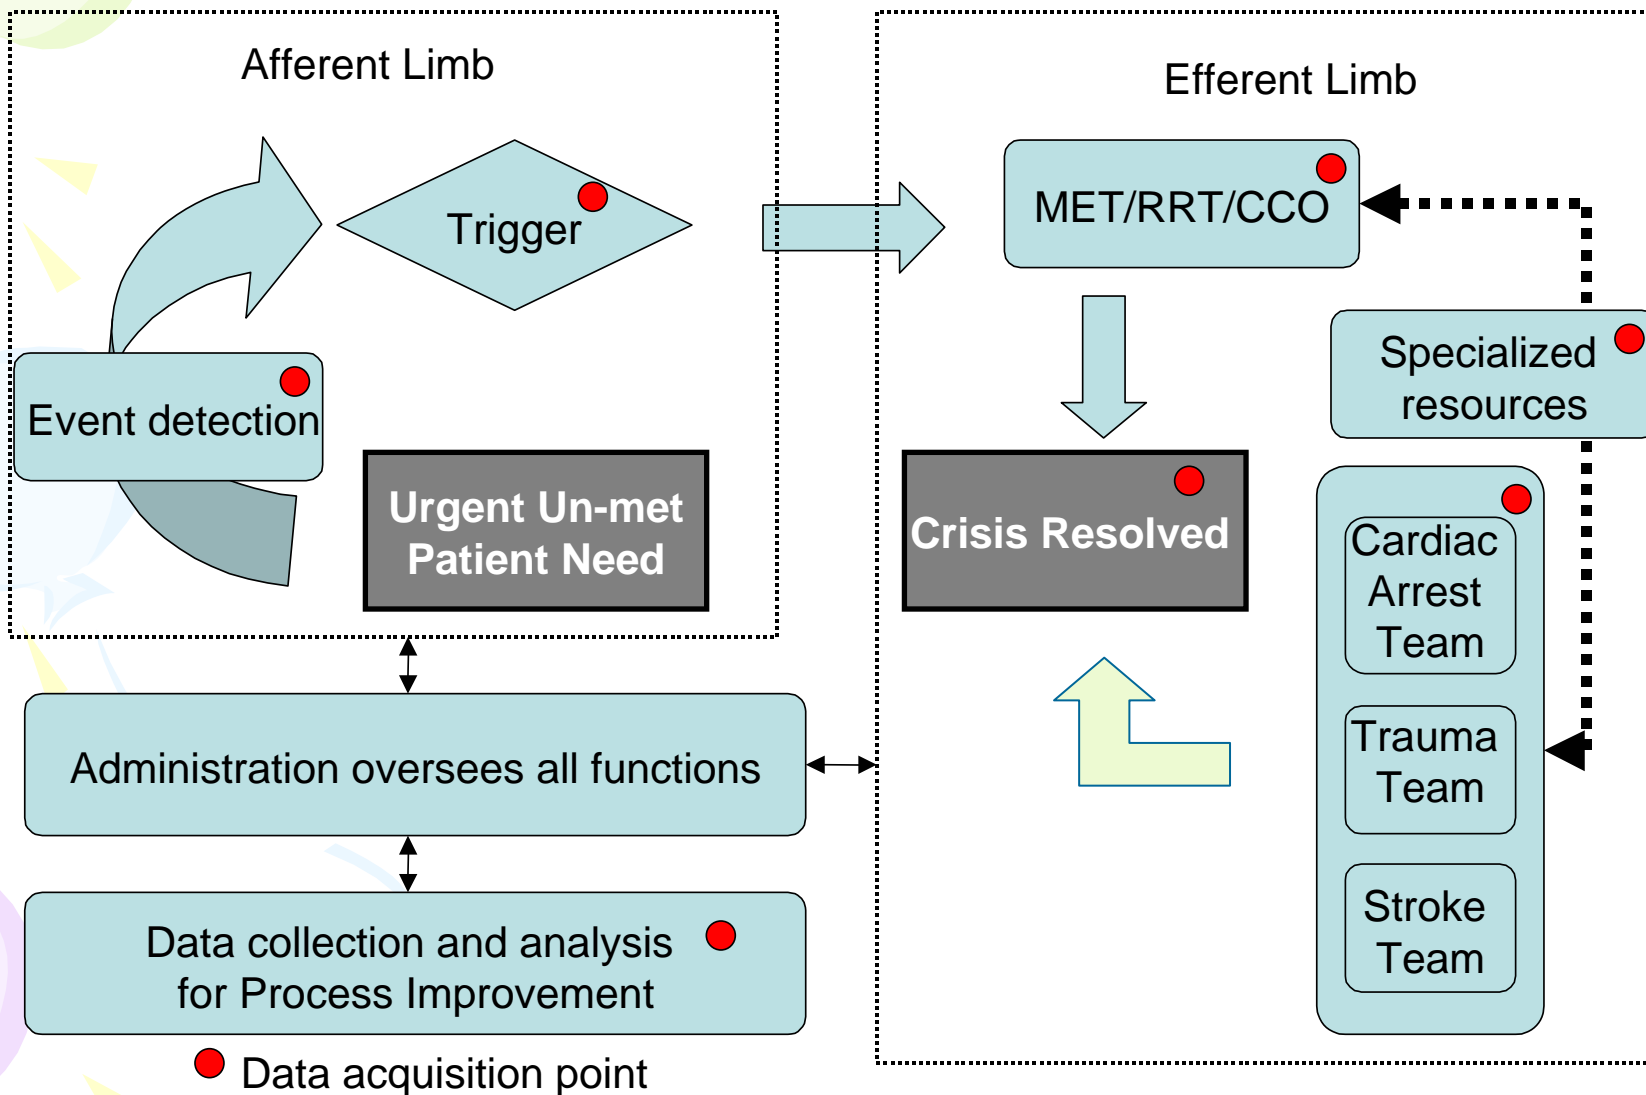 Afferent Limb
Trigger
Event detection
Urgent Un-met
Patient Need
Efferent Limb
MET/RRT/CCO
Specialized
resources
Crisis Resolved
Cardiac
Arrest
Team
Trauma
Team
Stroke
Team
Administration oversees all functions
Data collection and analysis
for Process Improvement
Data acquisition point